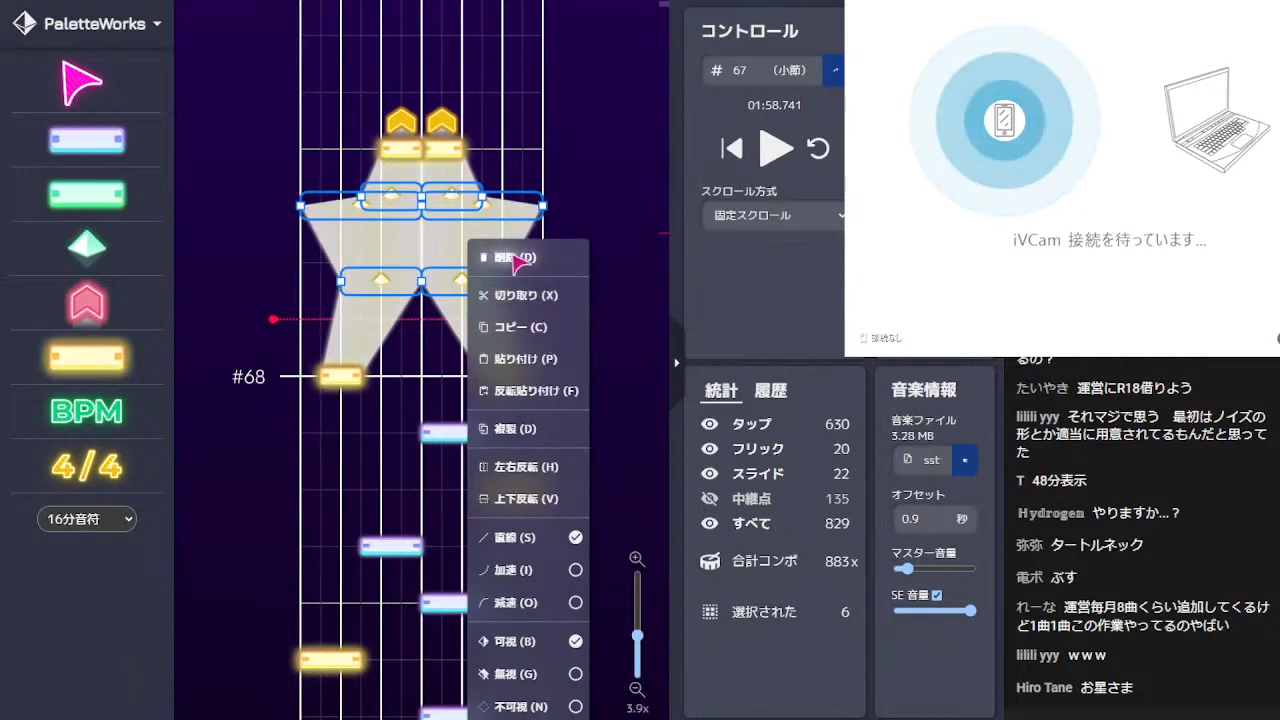 PaletteWorks
BPM
4/4
16分音符
#68
削除 (D)
切り取り (X)
コピー (C)
貼り付け (P)
反転貼り付け (F)
複製 (D)
左右反転 (H)
上下反転 (V)
直線 (S)
加速 (I)
減速 (O)
可視 (B)
無視 (G)
不可視 (N)
3.9x
コントロール
# 67 (小節)
01:58.741
スクロール方式
固定スクロール
iVCam 接続を待っています...
接続なし
統計 履歴
タップ 630
フリック 20
スライド 22
中継点 135
すべて 829
合計コンボ 883x
選択された 6
音楽情報
音楽ファイル
3.28 MB
sst
オフセット
0.9 秒
マスター音量
SE 音量
るの？
たいやき 運営にR18借りよう
lilili yyy それマジで思う 最初はノイズの
形とか適当に用意されてるもんだと思って
た
T 48分表示
Hydrogen やりますか…？
弥弥 タートルネック
電ボ ぶす
れーな 運営毎月8曲くらい追加してくるけ
ど1曲1曲この作業やってるのやばい
lilili yyy ｗｗｗ
Hiro Tane お星さま